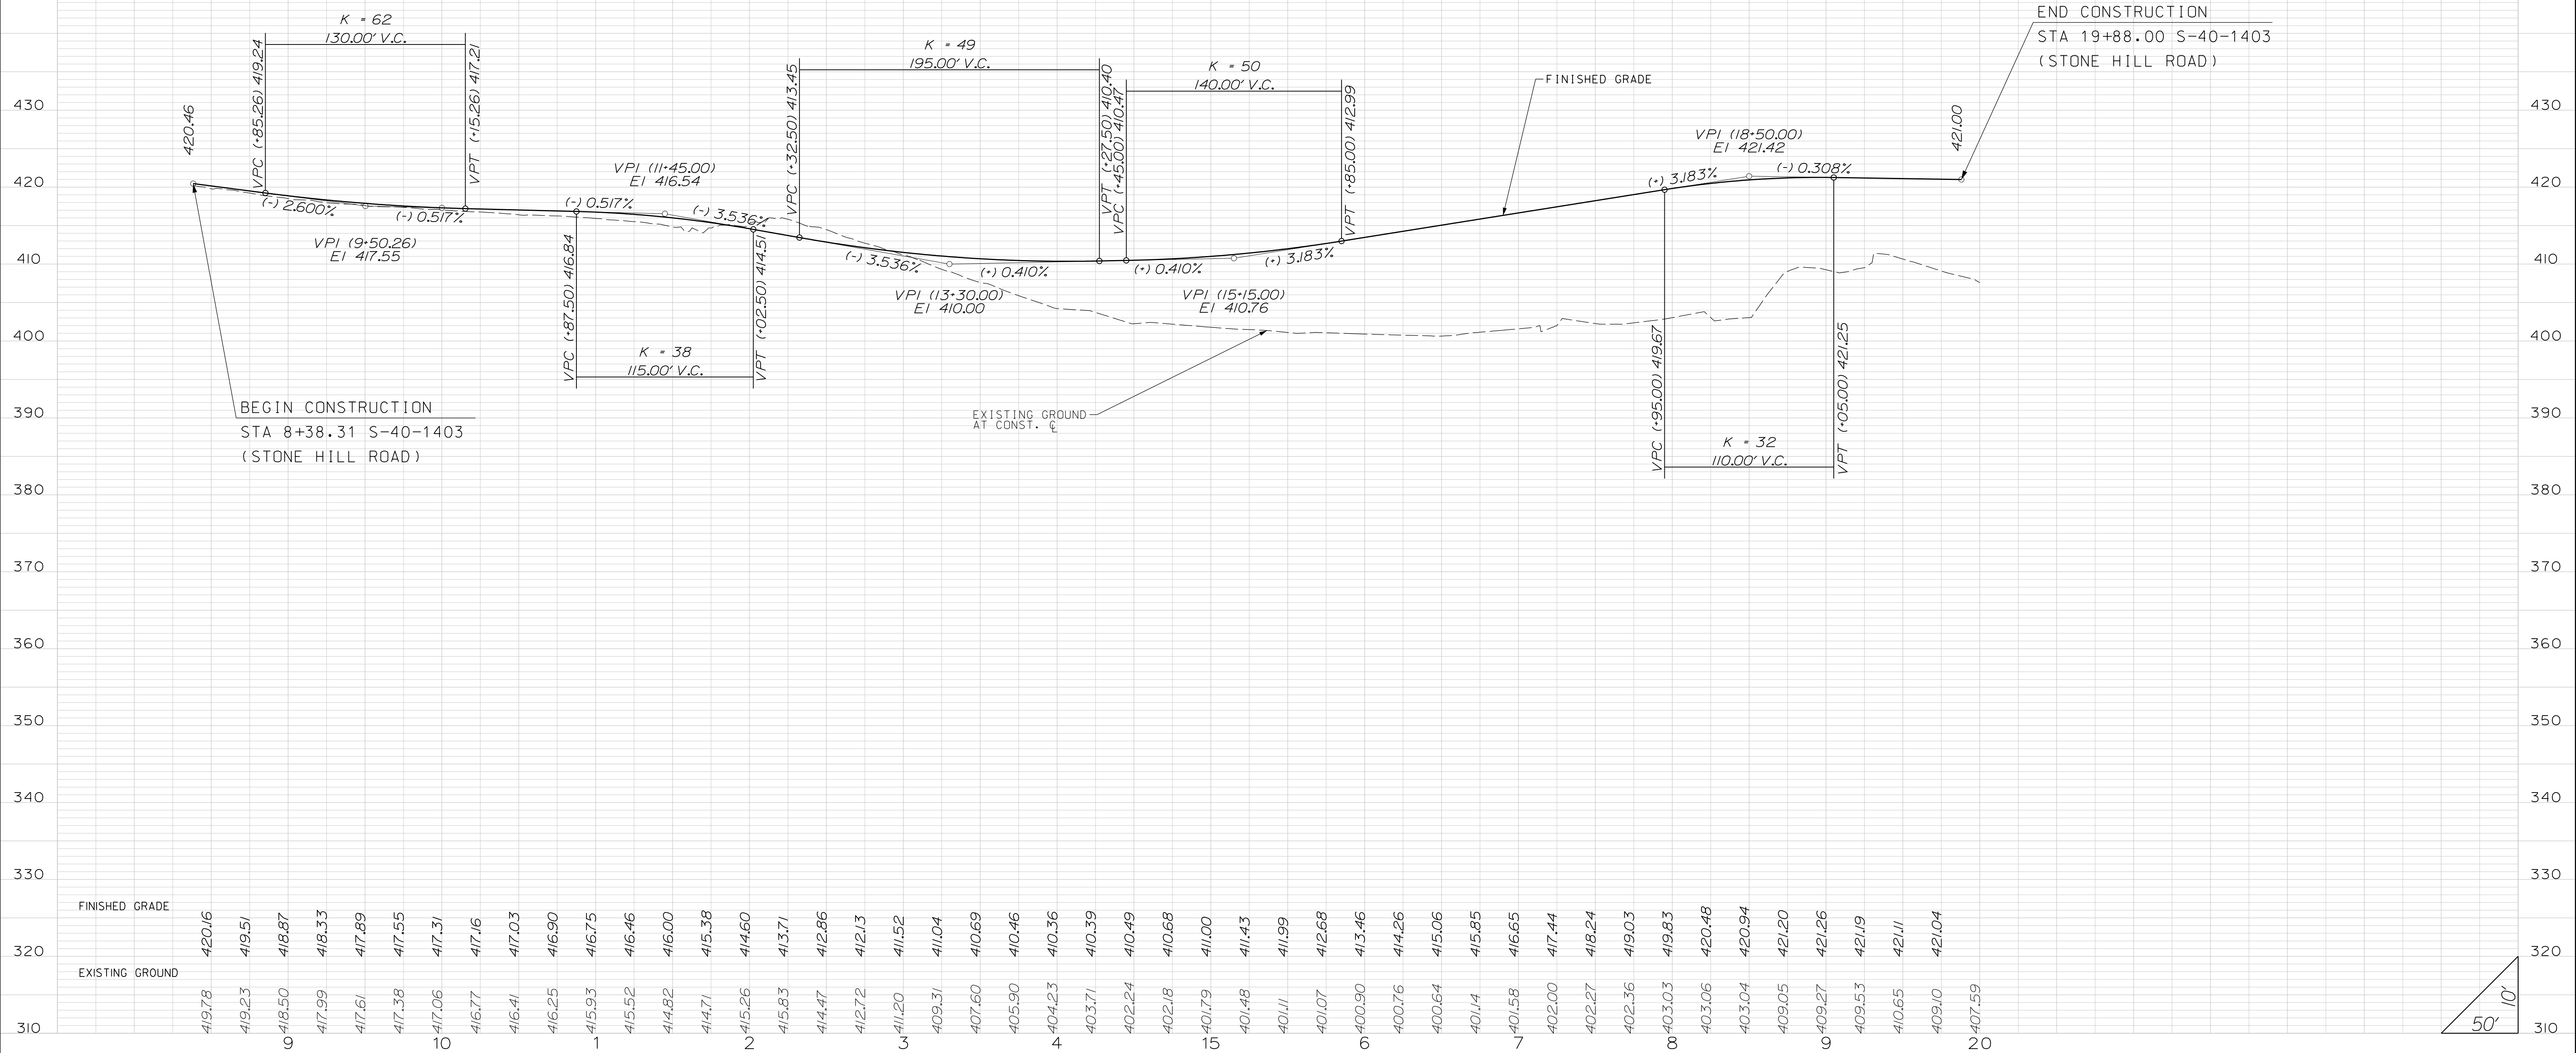 K = 62
130.00' V.C.
VPC (+85.26) 419.24
VPT (+15.26) 417.21
420.46
(-) 2.600%
(-) 0.517%
VPI (9+50.26)
El 417.55
BEGIN CONSTRUCTION
STA 8+38.31 S-40-1403
(STONE HILL ROAD)
VPI (11+45.00)
El 416.54
(-) 0.517%
(-) 3.536%
VPC (+87.50) 416.84
VPT (+02.50) 414.51
K = 38
115.00' V.C.
K = 49
195.00' V.C.
VPC (+32.50) 413.45
VPT (+27.50) 410.40
(-) 3.536%
(+) 0.410%
VPI (13+30.00)
El 410.00
K = 50
140.00' V.C.
VPC (+45.00) 410.47
VPT (+85.00) 412.99
(+) 0.410%
(+) 3.183%
VPI (15+15.00)
El 410.76
EXISTING GROUND
AT CONST. ℄
FINISHED GRADE
VPI (18+50.00)
El 421.42
(+) 3.183%
(-) 0.308%
VPC (+95.00) 419.67
VPT (+05.00) 421.25
K = 32
110.00' V.C.
421.00
END CONSTRUCTION
STA 19+88.00 S-40-1403
(STONE HILL ROAD)
430 430
420 420
410 410
400 400
390 390
380 380
370 370
360 360
350 350
340 340
330 330
320 320
310 310
FINISHED GRADE
420.16 419.51 418.87 418.33 417.89 417.55 417.31 417.16 417.03 416.90 416.75 416.46 416.00 415.38 414.60 413.71 412.86 412.13 411.52 411.04 410.69 410.46 410.36 410.39 410.49 410.68 411.00 411.43 411.99 412.68 413.46 414.26 415.06 415.85 416.65 417.44 418.24 419.03 419.83 420.48 420.94 421.20 421.26 421.19 421.11 421.04
EXISTING GROUND
419.78 419.23 418.50 417.99 417.61 417.38 417.06 416.77 416.41 416.25 415.93 415.52 414.82 414.71 415.26 415.83 414.47 412.72 411.20 409.31 407.60 405.90 404.23 403.71 402.24 402.18 401.79 401.48 401.11 401.07 400.90 400.76 400.64 401.14 401.58 402.00 402.27 402.36 403.03 403.06 403.04 409.05 409.27 409.53 410.65 409.10 407.59
9 10 1 2 3 4 15 6 7 8 9 20
10'
50'